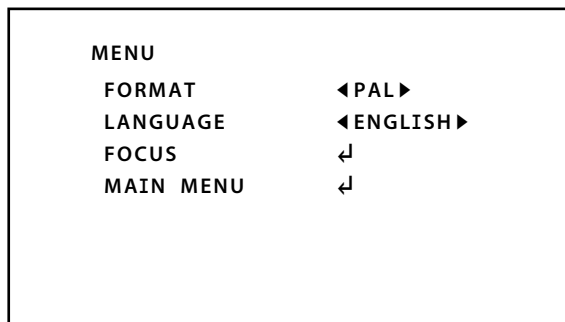 MENU
FORMAT ◀PAL▶
LANGUAGE ◀ENGLISH▶
FOCUS ↲
MAIN MENU ↲